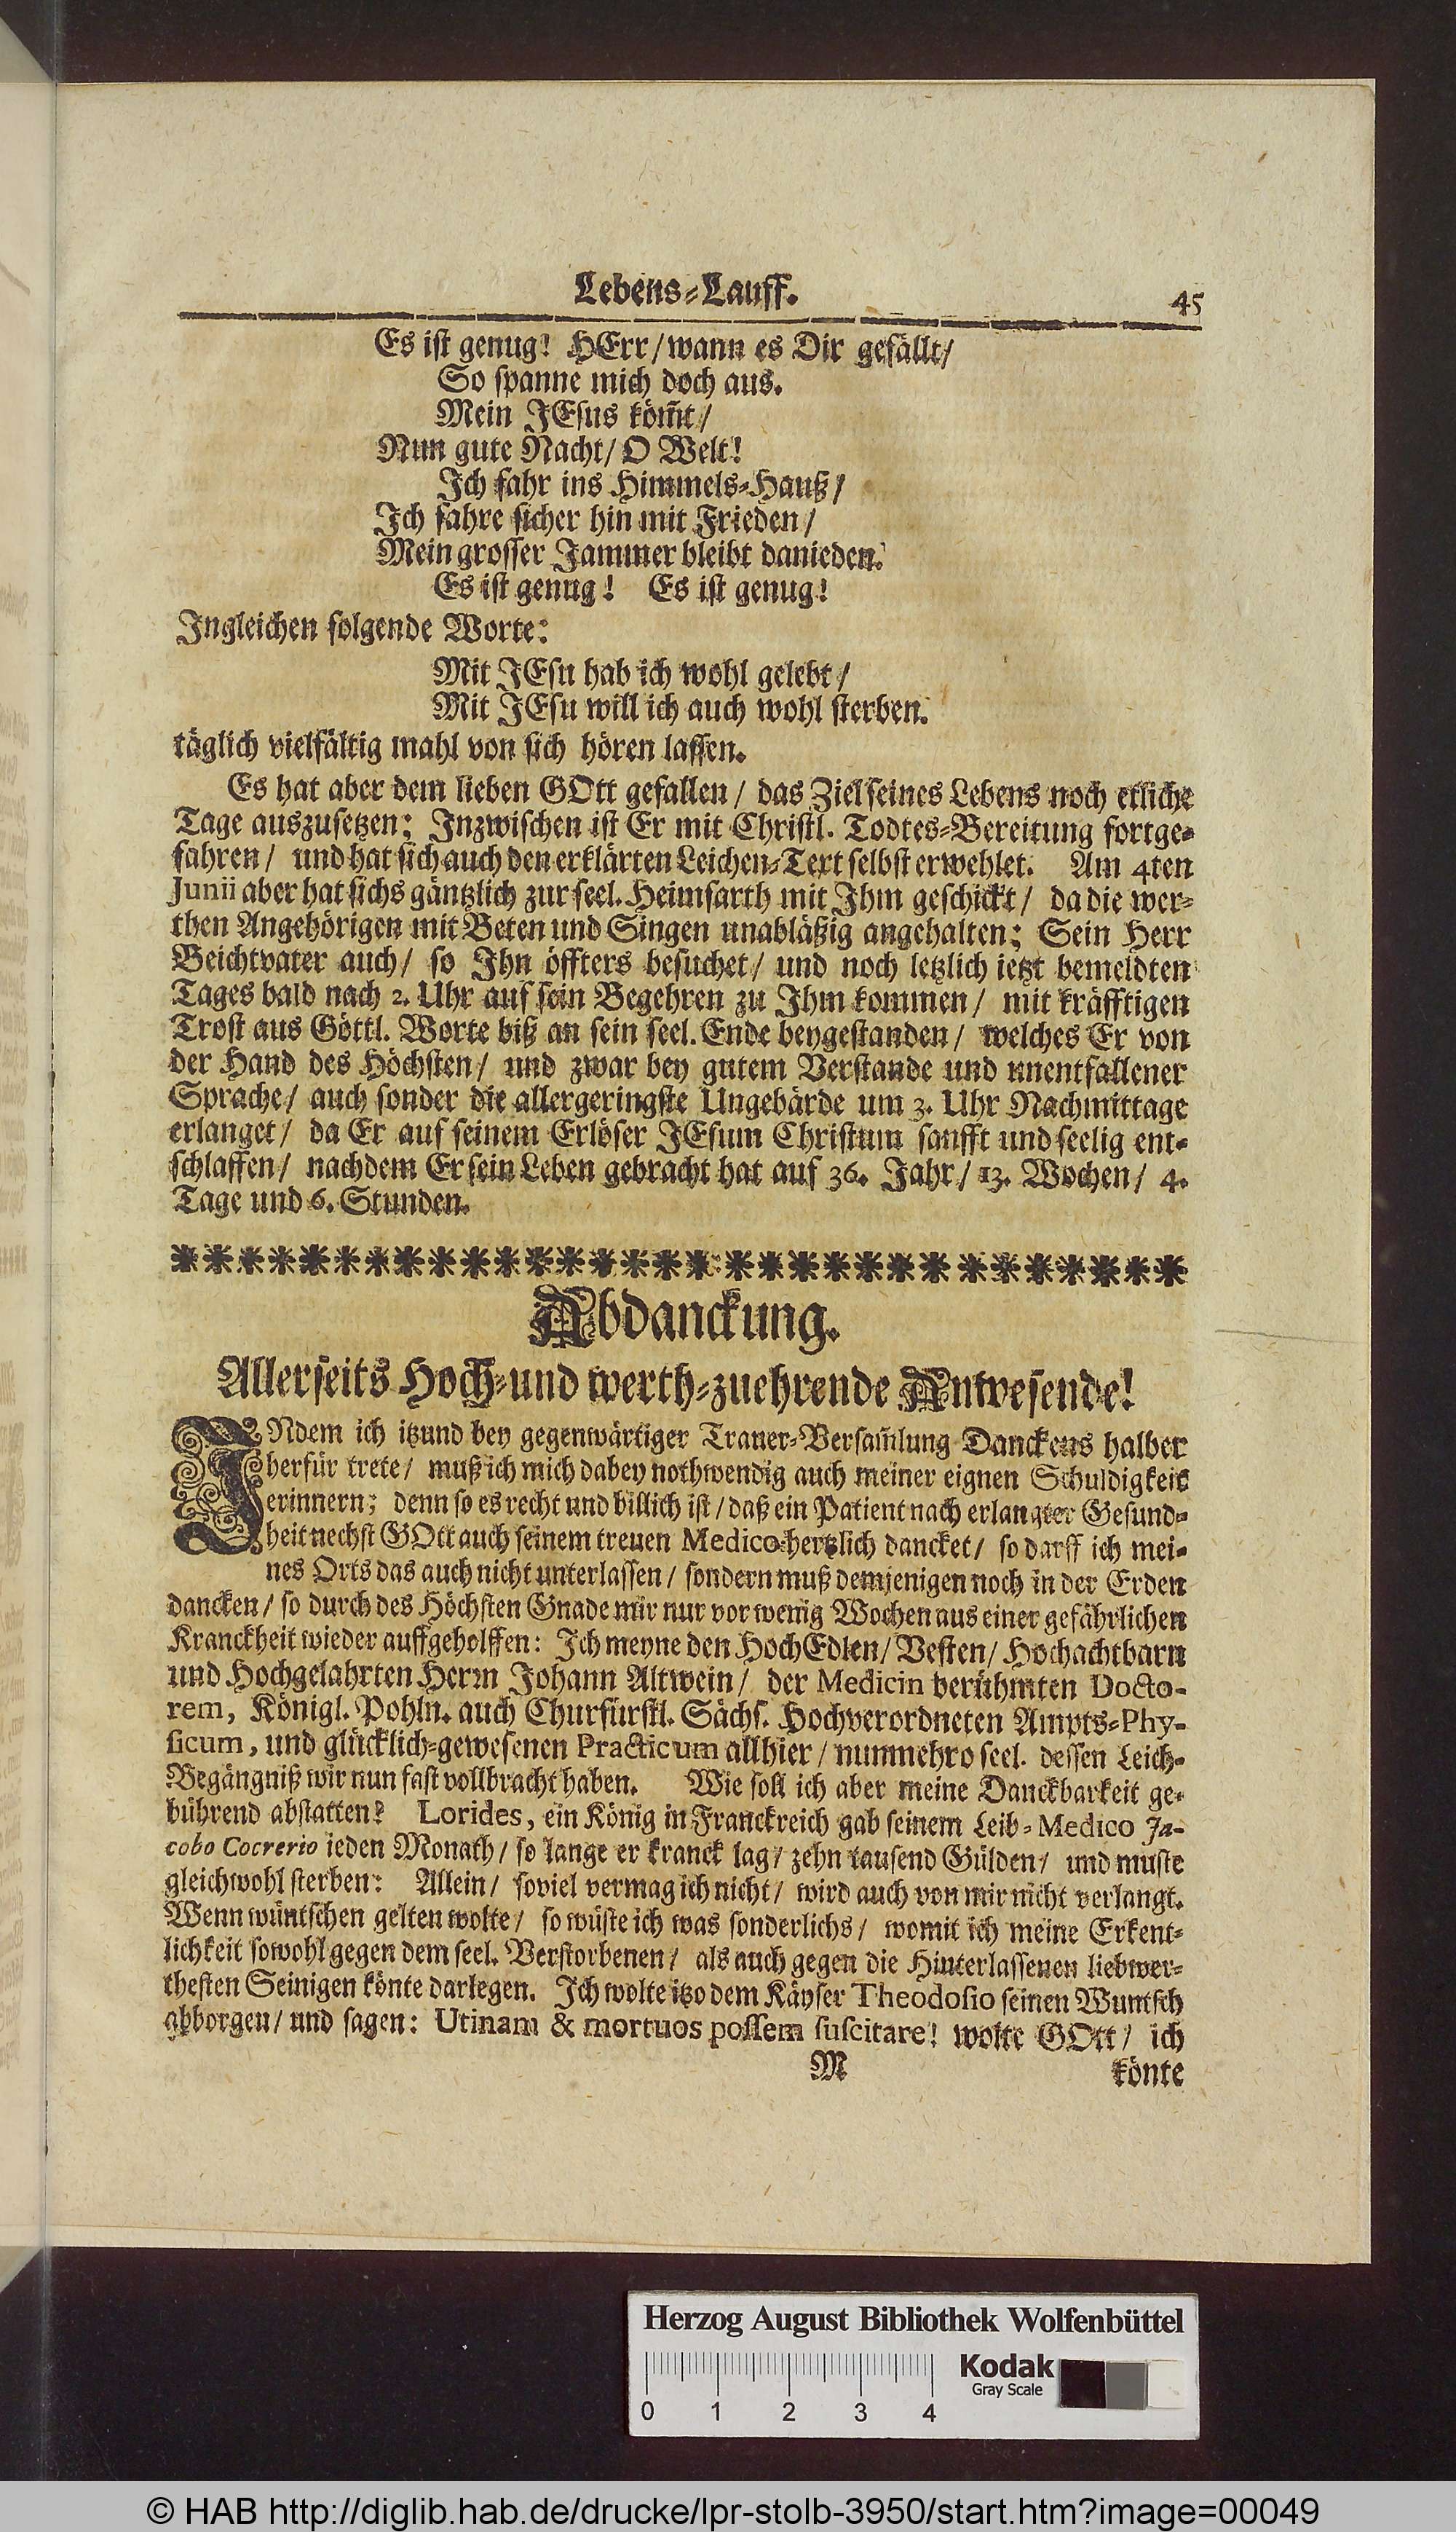 Lebens-Lauff. 45
Es ist genug! HErr/ wann es Dir gefällt/
So spanne mich doch aus.
Mein JEsus köm̃t/
Nun gute Nacht/ O Welt!
Ich fahr ins Himmels-Hauß/
Ich fahre sicher hin mit Frieden/
Mein grosser Jammer bleibt danieden.
Es ist genug! Es ist genug!
Ingleichen folgende Worte:
Mit JEsu hab ich wohl gelebt/
Mit JEsu will ich auch wohl sterben.
täglich vielfältig mahl von sich hören lassen.
Es hat aber dem lieben GOtt gefallen/ das Ziel seines Lebens noch etliche
Tage auszusetzen; Inzwischen ist Er mit Christl. Todtes-Bereitung fortge-
fahren/ und hat sich auch den erklärten Leichen-Text selbst erwehlet. Am 4ten
Junii aber hat sichs gäntzlich zur seel. Heimfarth mit Ihm geschickt/ da die wer-
then Angehörigen mit Beten und Singen unabläßig angehalten; Sein Herr
Beichtvater auch/ so Ihn öffters besuchet/ und noch letzlich ietzt bemeldten
Tages bald nach 2. Uhr auf sein Begehren zu Ihm kommen/ mit kräfftigen
Trost aus Göttl. Worte biß an sein seel. Ende beygestanden/ welches Er von
der Hand des Höchsten/ und zwar bey gutem Verstande und unentfallener
Sprache/ auch sonder die allergeringste Ungebärde um 3. Uhr Nachmittage
erlanget/ da Er auf seinem Erlöser JEsum Christum sanfft und seelig ent-
schlaffen/ nachdem Er sein Leben gebracht hat auf 36. Jahr/ 13. Wochen/ 4.
Tage und 6. Stunden.
Abdanckung.
Allerseits Hoch-und werth-zuehrende Anwesende!
INdem ich itzund bey gegenwärtiger Trauer-Versam̃lung Danckens halber
herfür trete/ muß ich mich dabey nothwendig auch meiner eignen Schuldigkeit
erinnern; denn so es recht und billich ist/ daß ein Patient nach erlangter Gesund-
heit nechst GOtt auch seinem treuen Medico hertzlich dancket/ so darff ich mei-
nes Orts das auch nicht unterlassen/ sondern muß demjenigen noch in der Erden
dancken/ so durch des Höchsten Gnade mir nur vor wenig Wochen aus einer gefährlichen
Kranckheit wieder auffgeholffen: Ich meyne den HochEdlen/ Vesten/ Hochachtbarn
und Hochgelahrten Herrn Johann Altwein/ der Medicin berühmten Docto-
rem, Königl. Pohln. auch Churfürstl. Sächs. Hochverordneten Ampts-Phy-
sicum, und glücklich-gewesenen Practicum allhier/ nunmehro seel. dessen Leich-
Begängniß wir nun fast vollbracht haben. Wie soll ich aber meine Danckbarkeit ge-
bührend abstatten? Lorides, ein König in Franckreich gab seinem Leib-Medico Ja-
cobo Cocrerio ieden Monath/ so lange er kranck lag/ zehn tausend Gülden/ und muste
gleichwohl sterben: Allein/ soviel vermag ich nicht/ wird auch von mir nicht verlangt.
Wenn wüntschen gelten wolte/ so wüste ich was sonderlichs/ womit ich meine Erkent-
lichkeit sowohl gegen dem seel. Verstorbenen/ als auch gegen die Hinterlassenen liebwer-
thesten Seinigen könte darlegen. Ich wolte itzo dem Käyser Theodosio seinen Wuntsch
abborgen/ und sagen: Utinam & mortuos possem suscitare! wolte GOtt/ ich
M könte
Herzog August Bibliothek Wolfenbüttel
Kodak
Gray Scale
0 1 2 3 4
© HAB http://diglib.hab.de/drucke/lpr-stolb-3950/start.htm?image=00049